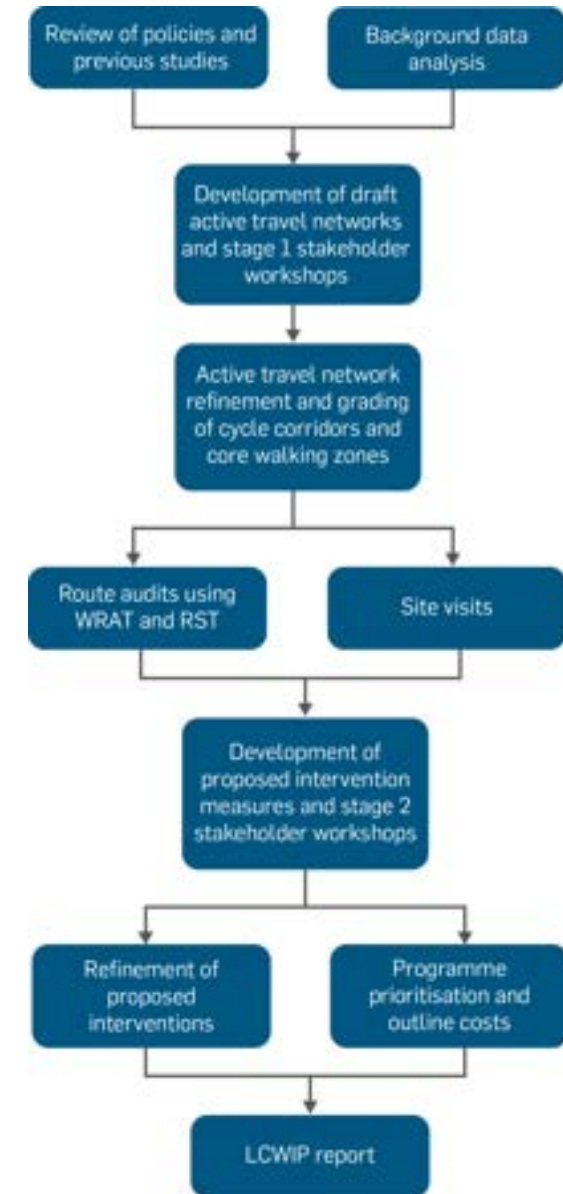 Review of policies and
previous studies
Background data
analysis
Development of draft
active travel networks
and stage 1 stakeholder
workshops
Active travel network
refinement and grading
of cycle corridors and
core walking zones
Route audits using
WRAT and RST
Site visits
Development of
proposed intervention
measures and stage 2
stakeholder workshops
Refinement of
proposed
interventions
Programme
prioritisation and
outline costs
LCWIP report